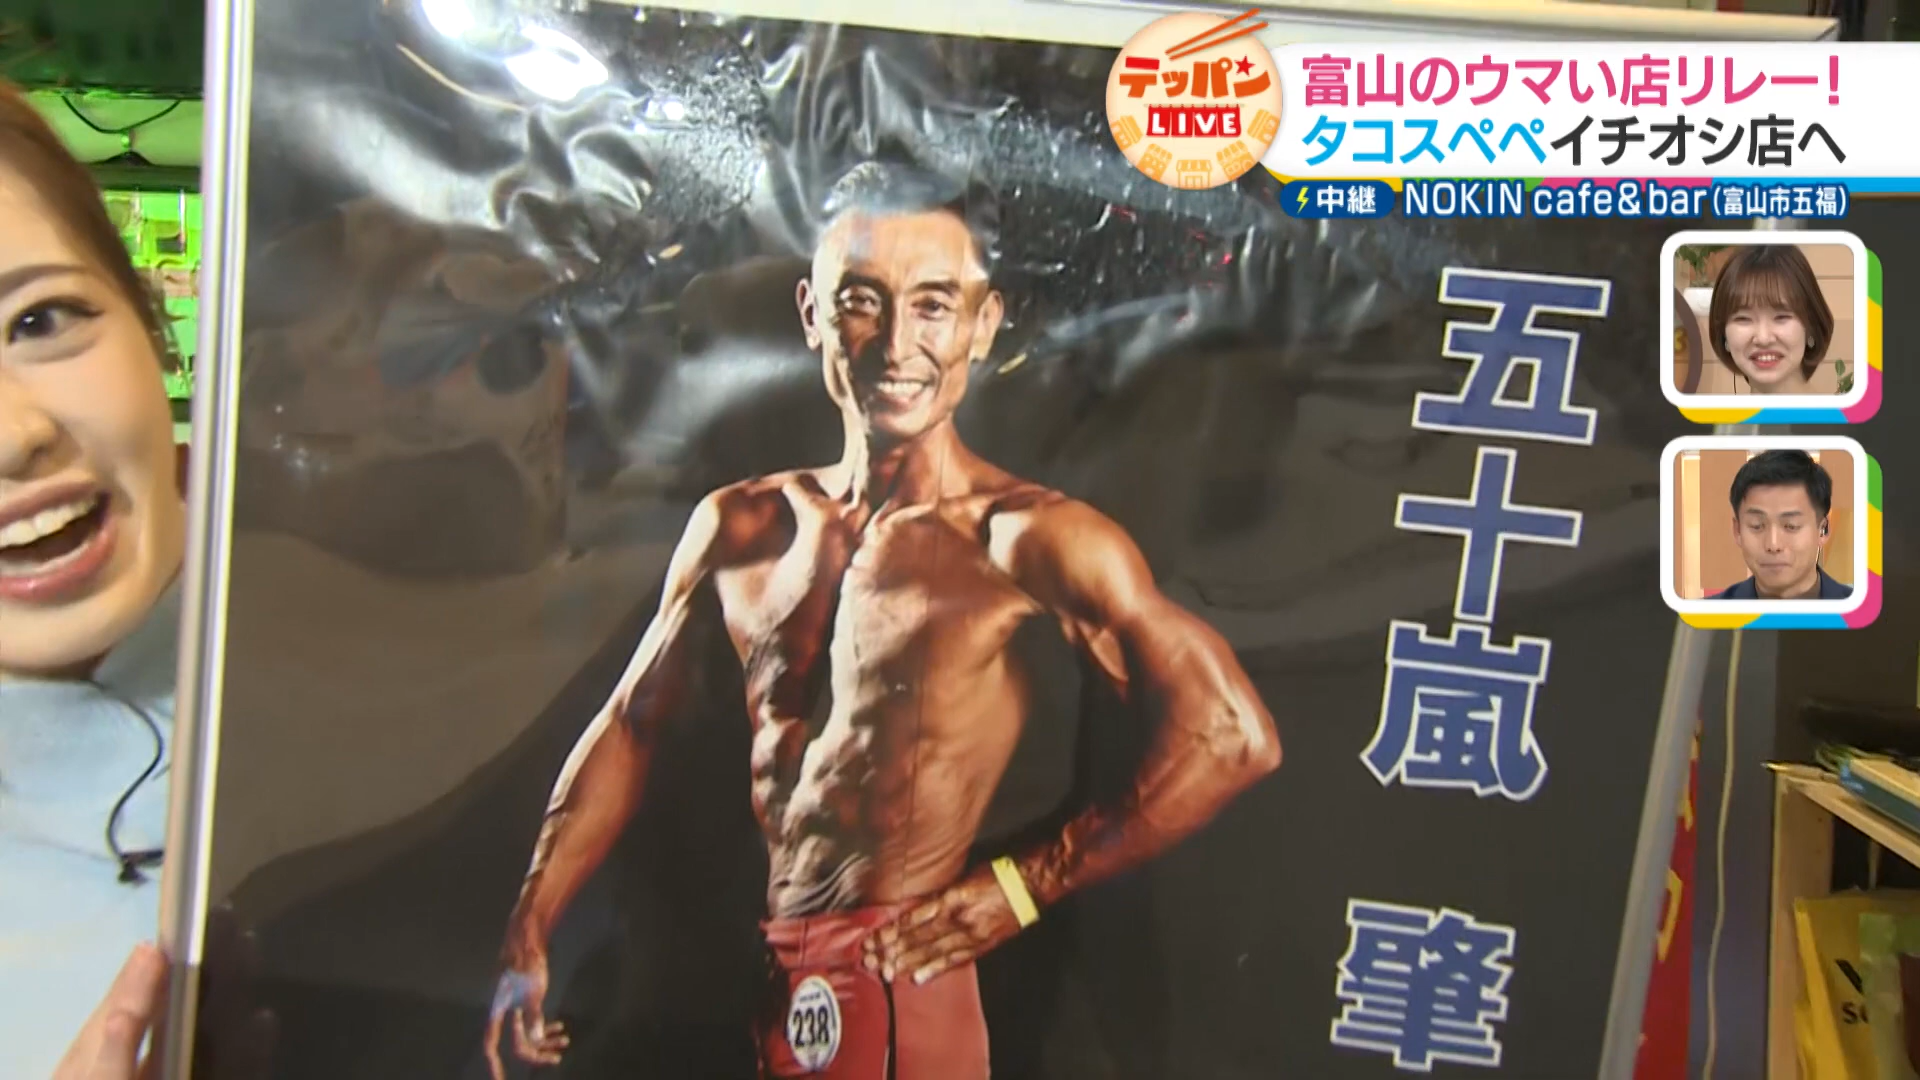 テッパン
LIVE
富山のウマい店リレー!
タコスペペイチオシ店へ
中継 NOKIN cafe&bar(富山市五福)
五十嵐 肇
238